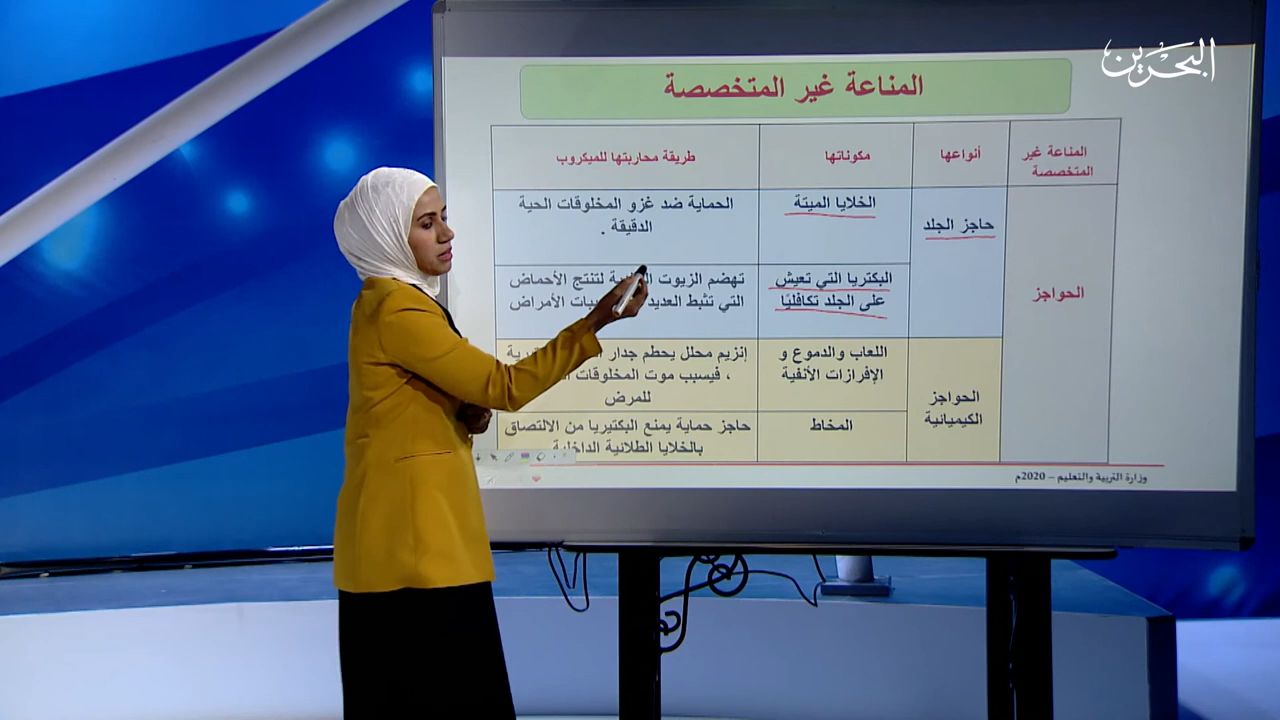 البحرين
المناعة غير المتخصصة
المناعة غير
المتخصصة
أنواعها
مكوناتها
طريقة محاربتها للميكروب
الحواجز
حاجز الجلد
الخلايا الميتة
الحماية ضد غزو المخلوقات الحية
الدقيقة .
البكتريا التي تعيش
على الجلد تكافليًا
تهضم الزيوت لتنتج الأحماض
التي تثبط العديد الأمراض
الحواجز
الكيميائية
اللعاب والدموع و
الإفرازات الأنفية
إنزيم محلل يحطم جدار
، فيسبب موت المخلوقات
للمرض
المخاط
حاجز حماية يمنع البكتيريا من الالتصاق
بالخلايا الطلائية الداخلية
وزارة التربية والتعليم – 2020م